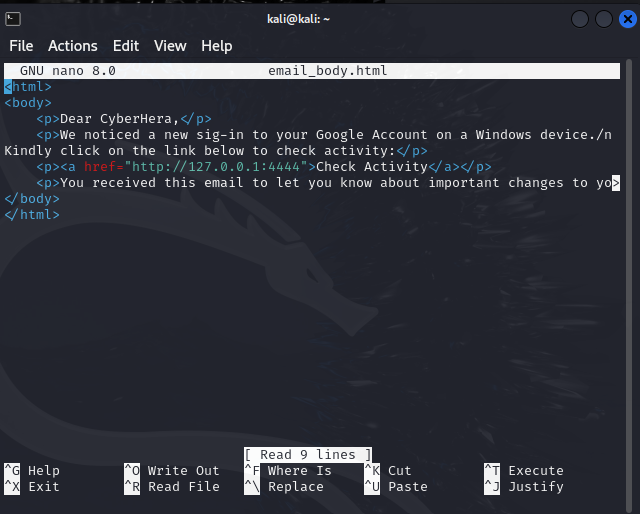 kali@kali: ~
File Actions Edit View Help
GNU nano 8.0 email_body.html
<html>
<body>
    <p>Dear CyberHera,</p>
    <p>We noticed a new sig-in to your Google Account on a Windows device./n
Kindly click on the link below to check activity:</p>
    <p><a href="http://127.0.0.1:4444">Check Activity</a></p>
    <p>You received this email to let you know about important changes to yo>
</body>
</html>
[ Read 9 lines ]
^G Help ^O Write Out ^F Where Is ^K Cut ^T Execute
^X Exit ^R Read File ^\ Replace ^U Paste ^J Justify